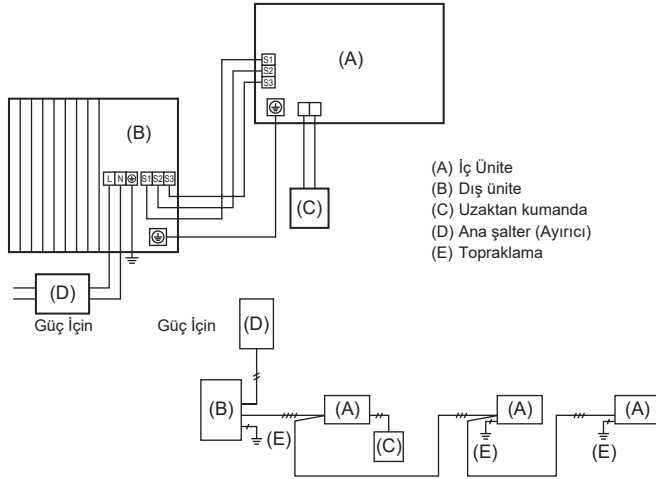 (A)
S1
S2
S3
(B)
L N S1 S2 S3
(C)
(D)
Güç İçin
(A) İç Ünite
(B) Dış ünite
(C) Uzaktan kumanda
(D) Ana şalter (Ayırıcı)
(E) Topraklama
Güç İçin
(D)
(B)
(A)
(A)
(A)
(E)
(C)
(E)
(E)